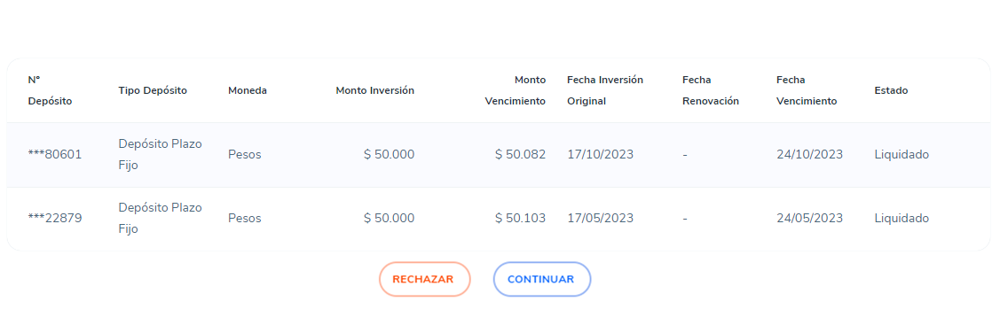 Nº Depósito Tipo Depósito Moneda Monto Inversión Monto Vencimiento Fecha Inversión Original Fecha Renovación Fecha Vencimiento Estado
***80601 Depósito Plazo Fijo Pesos $ 50.000 $ 50.082 17/10/2023 - 24/10/2023 Liquidado
***22879 Depósito Plazo Fijo Pesos $ 50.000 $ 50.103 17/05/2023 - 24/05/2023 Liquidado
RECHAZAR CONTINUAR